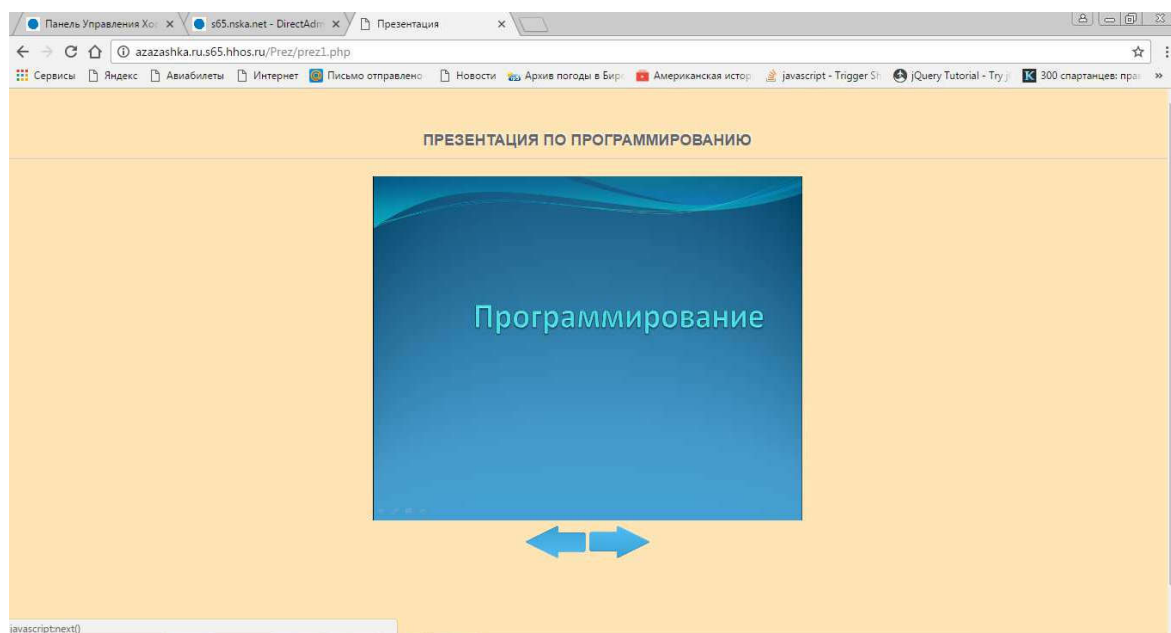 Панель Управления Хо
s65.nska.net - DirectAdm
Презентация
azazashka.ru.s65.hhos.ru/Prez/prez1.php
Сервисы
Яндекс
Авиабилеты
Интернет
Письмо отправлено
Новости
Архив погоды в Бир
Американская истор
javascript - Trigger S
jQuery Tutorial - Try j
300 спартанцев: пра
»
ПРЕЗЕНТАЦИЯ ПО ПРОГРАММИРОВАНИЮ
Программирование
javascript:next()